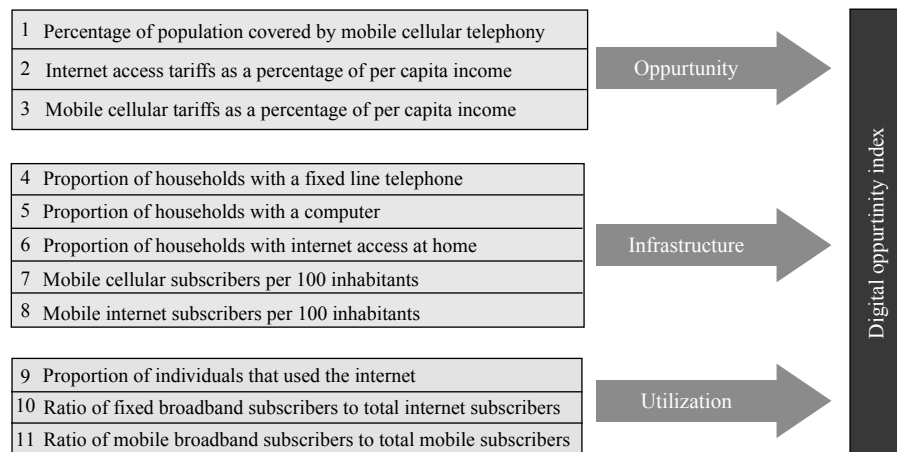 1 Percentage of population covered by mobile cellular telephony
2 Internet access tariffs as a percentage of per capita income
3 Mobile cellular tariffs as a percentage of per capita income
Oppurtunity
4 Proportion of households with a fixed line telephone
5 Proportion of households with a computer
6 Proportion of households with internet access at home
7 Mobile cellular subscribers per 100 inhabitants
8 Mobile internet subscribers per 100 inhabitants
Infrastructure
9 Proportion of individuals that used the internet
10 Ratio of fixed broadband subscribers to total internet subscribers
11 Ratio of mobile broadband subscribers to total mobile subscribers
Utilization
Digital oppurtinity index